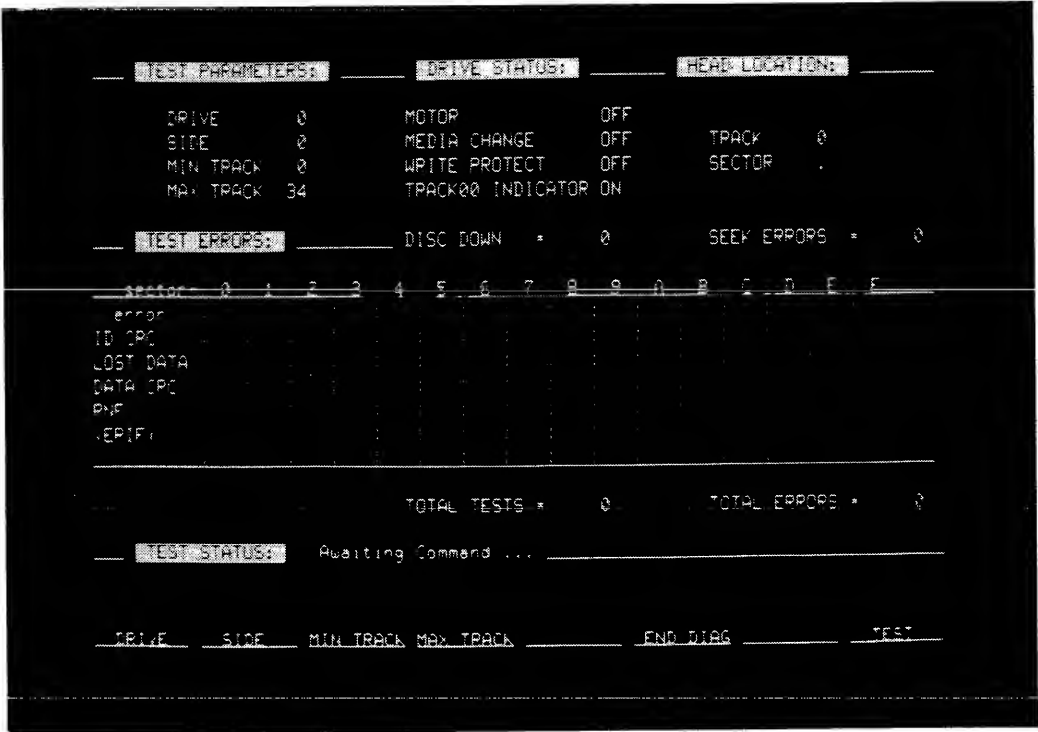 TEST PARAMETERS: DRIVE STATUS: HEAD LOCATION:
DRIVE 0 MOTOR OFF
SIDE 0 MEDIA CHANGE OFF TRACK 0
MIN TRACK 0 WRITE PROTECT OFF SECTOR .
MAX TRACK 34 TRACK00 INDICATOR ON
TEST ERRORS: DISC DOWN * 0 SEEK ERRORS * 0
sector- 0 1 2 3 4 5 6 7 8 9 A B C D E F
error
ID CRC
LOST DATA
DATA CRC
RNF
VERIFY
TOTAL TESTS * 0 TOTAL ERRORS * 0
TEST STATUS: Awaiting Command ...
DRIVE SIDE MIN TRACK MAX TRACK END DIAG TEST